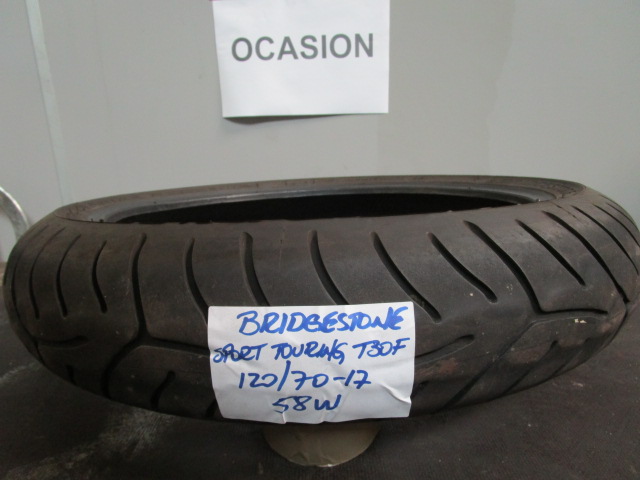 OCASION
BRIDGESTONE
SPORT TOURING T30F
120/70-17
58W